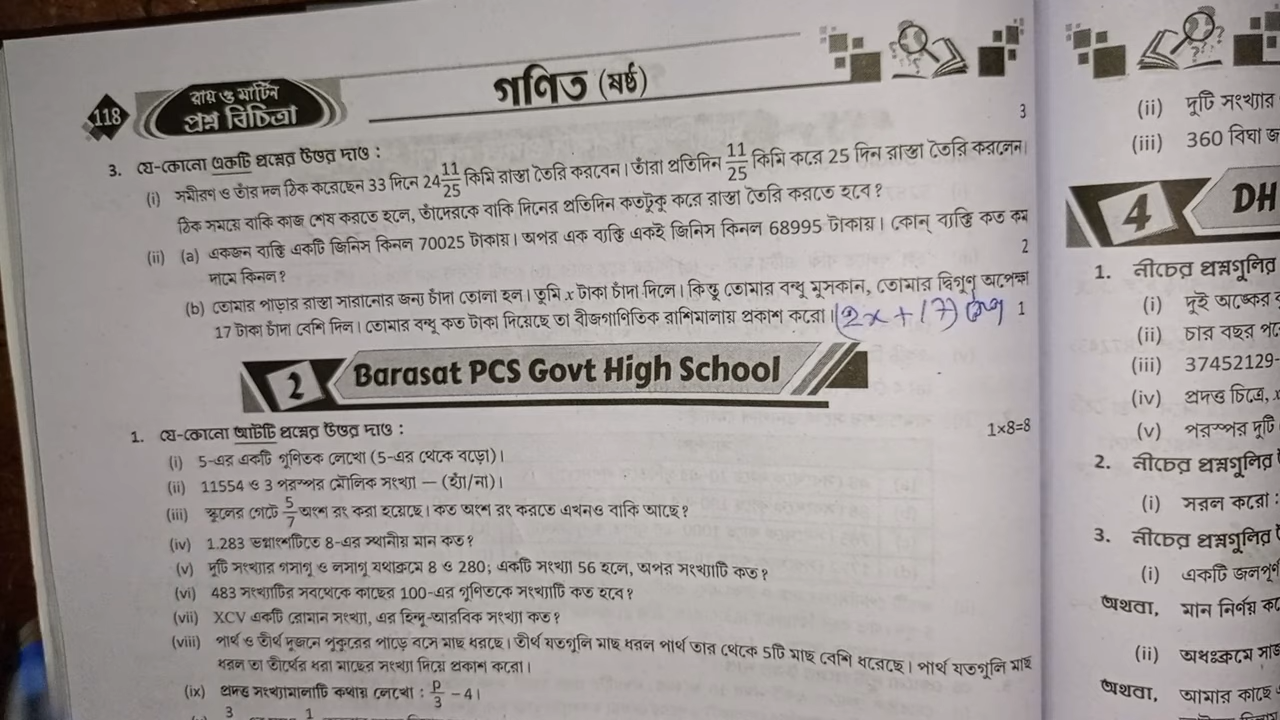 118
রায় ও মার্টিন
প্রশ্ন বিচিত্রা
গণিত (ষষ্ঠ)
3. যে-কোনো একটি প্রশ্নের উত্তর দাও : 3
(i) সমীরণ ও তাঁর দল ঠিক করেছেন 33 দিনে 24 11/25 কিমি রাস্তা তৈরি করবেন। তাঁরা প্রতিদিন 11/25 কিমি করে 25 দিন রাস্তা তৈরি করলেন।
ঠিক সময়ে বাকি কাজ শেষ করতে হলে, তাঁদেরকে বাকি দিনের প্রতিদিন কতটুকু করে রাস্তা তৈরি করতে হবে?
(ii) (a) একজন ব্যক্তি একটি জিনিস কিনল 70025 টাকায়। অপর এক ব্যক্তি একই জিনিস কিনল 68995 টাকায়। কোন্ ব্যক্তি কত কম
দামে কিনল? 2
(b) তোমার পাড়ার রাস্তা সারানোর জন্য চাঁদা তোলা হল। তুমি x টাকা চাঁদা দিলে। কিন্তু তোমার বন্ধু মুসকান, তোমার দ্বিগুণ অপেক্ষা
17 টাকা চাঁদা বেশি দিল। তোমার বন্ধু কত টাকা দিয়েছে তা বীজগাণিতিক রাশিমালায় প্রকাশ করো। (2x+17) 1
2 Barasat PCS Govt High School
1. যে-কোনো আটটি প্রশ্নের উত্তর দাও : 1×8=8
(i) 5-এর একটি গুণিতক লেখো (5-এর থেকে বড়ো)।
(ii) 11554 ও 3 পরস্পর মৌলিক সংখ্যা — (হ্যাঁ/না)।
(iii) স্কুলের গেটে 5/7 অংশ রং করা হয়েছে। কত অংশ রং করতে এখনও বাকি আছে?
(iv) 1.283 ভগ্নাংশটিতে 8-এর স্থানীয় মান কত?
(v) দুটি সংখ্যার গসাগু ও লসাগু যথাক্রমে 8 ও 280; একটি সংখ্যা 56 হলে, অপর সংখ্যাটি কত?
(vi) 483 সংখ্যাটির সবথেকে কাছের 100-এর গুণিতকে সংখ্যাটি কত হবে?
(vii) XCV একটি রোমান সংখ্যা, এর হিন্দু-আরবিক সংখ্যা কত?
(viii) পার্থ ও তীর্থ দুজনে পুকুরের পাড়ে বসে মাছ ধরছে। তীর্থ যতগুলি মাছ ধরল পার্থ তার থেকে 5টি মাছ বেশি ধরেছে। পার্থ যতগুলি মাছ
ধরল তা তীর্থের ধরা মাছের সংখ্যা দিয়ে প্রকাশ করো।
(ix) প্রদত্ত সংখ্যামালাটি কথায় লেখো : p/3 – 4।
(ii) দুটি সংখ্যার
(iii) 360 বিঘা
4 DH
1. নীচের প্রশ্নগুলির
(i) দুই অঙ্কের
(ii) চার বছর
(iii) 37452129-
(iv) প্রদত্ত চিত্রে,
(v) পরস্পর দুটি
2. নীচের প্রশ্নগুলির
(i) সরল করো :
3. নীচের প্রশ্নগুলির
(i) একটি
অথবা, মান নির্ণয়
(ii) অধঃক্রমে
অথবা, আমার কাছে